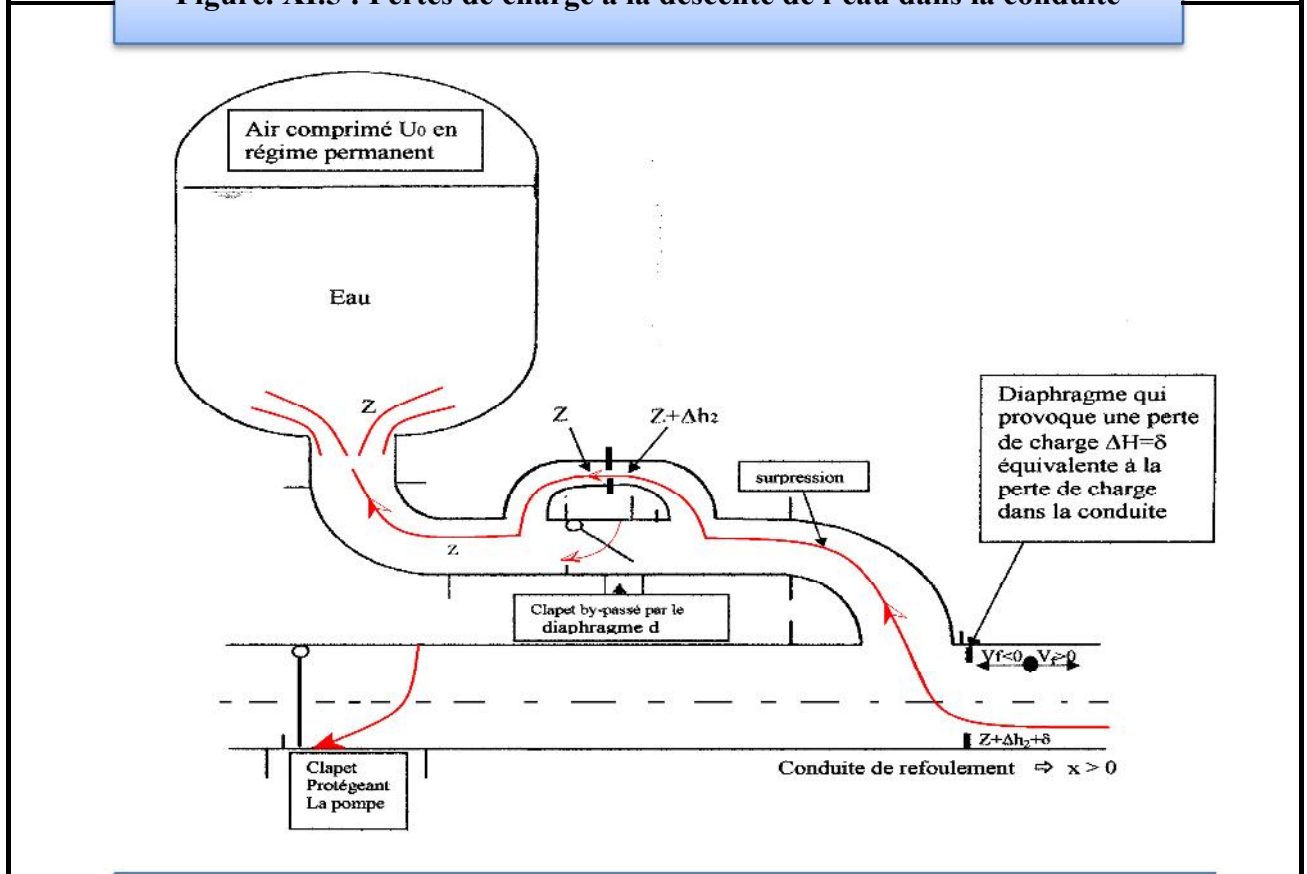 Figure. XI.5 : Pertes de charge à la descente de l'eau dans la conduite
Air comprimé U0 en
régime permanent
Eau
Z
Z
Z+Δh2
Diaphragme qui
provoque une perte
de charge ΔH=δ
équivalente à la
perte de charge
dans la conduite
surpression
z
Clapet by-passé par le
diaphragme d
Vf<0 Vf>0
Z+Δh2+δ
Clapet
Protégeant
La pompe
Conduite de refoulement ⇨ x > 0